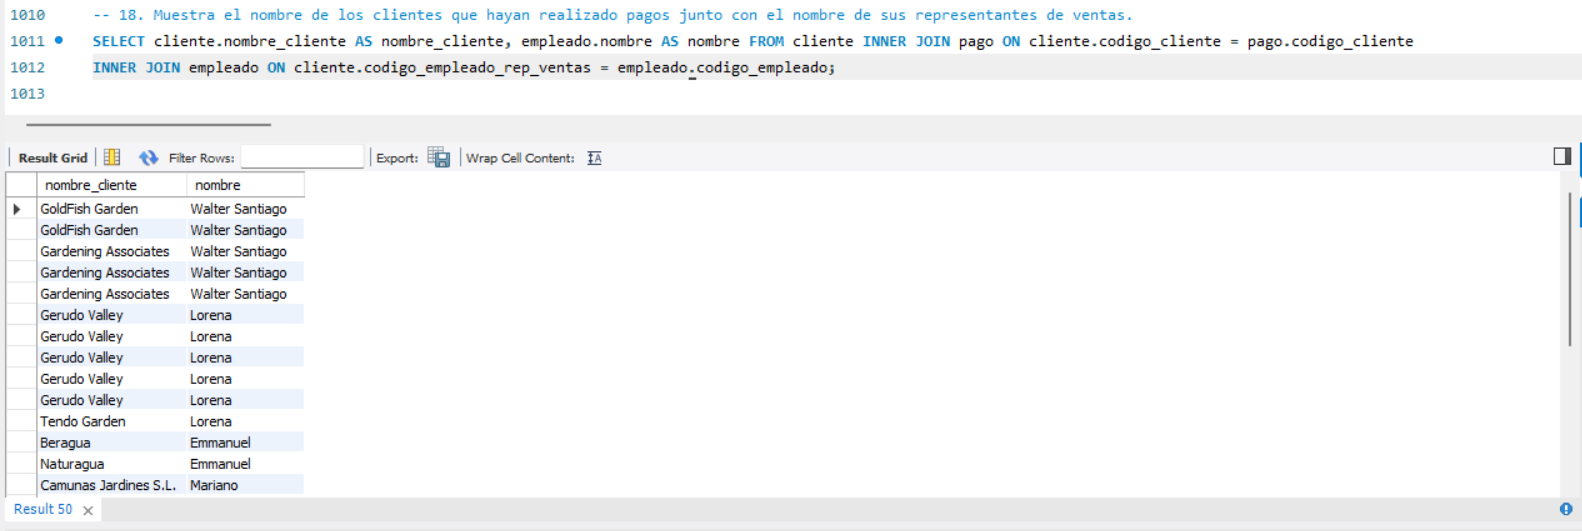 1010 -- 18. Muestra el nombre de los clientes que hayan realizado pagos junto con el nombre de sus representantes de ventas.
1011 SELECT cliente.nombre_cliente AS nombre_cliente, empleado.nombre AS nombre FROM cliente INNER JOIN pago ON cliente.codigo_cliente = pago.codigo_cliente
1012 INNER JOIN empleado ON cliente.codigo_empleado_rep_ventas = empleado.codigo_empleado;
1013
Result Grid Filter Rows: Export: Wrap Cell Content: IA
nombre_cliente nombre
GoldFish Garden Walter Santiago
GoldFish Garden Walter Santiago
Gardening Associates Walter Santiago
Gardening Associates Walter Santiago
Gardening Associates Walter Santiago
Gerudo Valley Lorena
Gerudo Valley Lorena
Gerudo Valley Lorena
Gerudo Valley Lorena
Gerudo Valley Lorena
Tendo Garden Lorena
Beragua Emmanuel
Naturagua Emmanuel
Camunas Jardines S.L. Mariano
Result 50